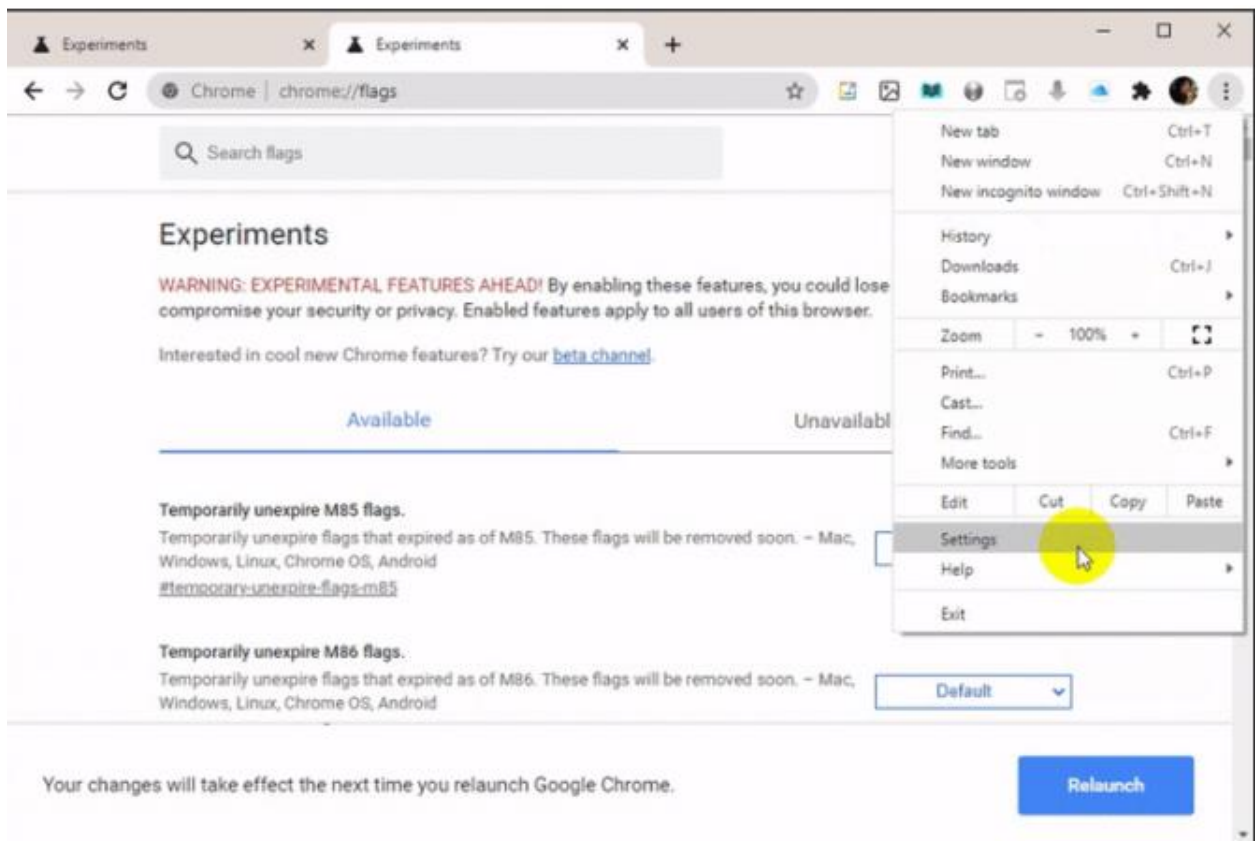 Experiments
Experiments
Chrome | chrome://flags
Search flags
Experiments
WARNING: EXPERIMENTAL FEATURES AHEAD! By enabling these features, you could lose
compromise your security or privacy. Enabled features apply to all users of this browser.
Interested in cool new Chrome features? Try our beta channel.
Available
Unavailabl
Temporarily unexpire M85 flags.
Temporarily unexpire flags that expired as of M85. These flags will be removed soon. – Mac,
Windows, Linux, Chrome OS, Android
#temporary-unexpire-flags-m85
Temporarily unexpire M86 flags.
Temporarily unexpire flags that expired as of M86. These flags will be removed soon. – Mac,
Windows, Linux, Chrome OS, Android
Default
New tab Ctrl+T
New window Ctrl+N
New incognito window Ctrl+Shift+N
History
Downloads Ctrl+J
Bookmarks
Zoom - 100% +
Print... Ctrl+P
Cast...
Find... Ctrl+F
More tools
Edit Cut Copy Paste
Settings
Help
Exit
Your changes will take effect the next time you relaunch Google Chrome.
Relaunch